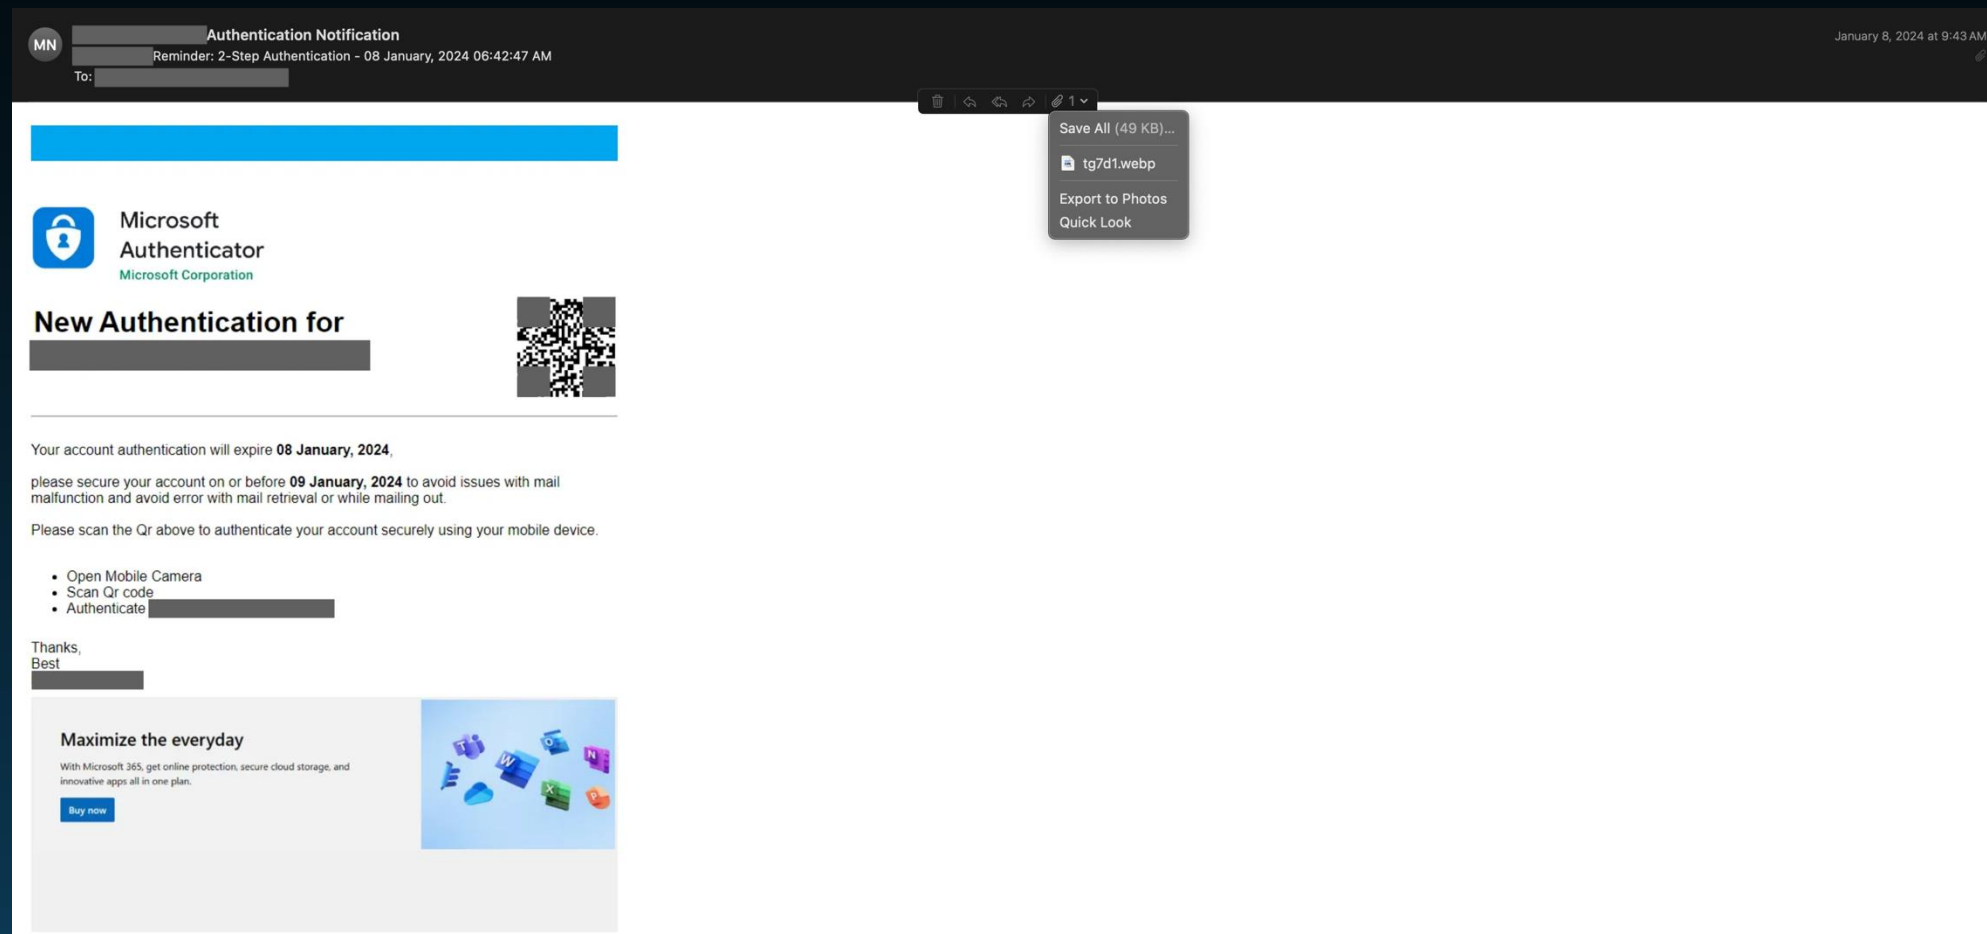 MN
Authentication Notification
January 8, 2024 at 9:43 AM
Reminder: 2-Step Authentication - 08 January, 2024 06:42:47 AM
To:
1
Save All (49 KB)...
tg7d1.webp
Export to Photos
Quick Look
Microsoft
Authenticator
Microsoft Corporation
New Authentication for
Your account authentication will expire 08 January, 2024,
please secure your account on or before 09 January, 2024 to avoid issues with mail
malfunction and avoid error with mail retrieval or while mailing out.
Please scan the Qr above to authenticate your account securely using your mobile device.
• Open Mobile Camera
• Scan Qr code
• Authenticate
Thanks,
Best
Maximize the everyday
With Microsoft 365, get online protection, secure cloud storage, and
innovative apps all in one plan.
Buy now
T
O
N
W
X
P